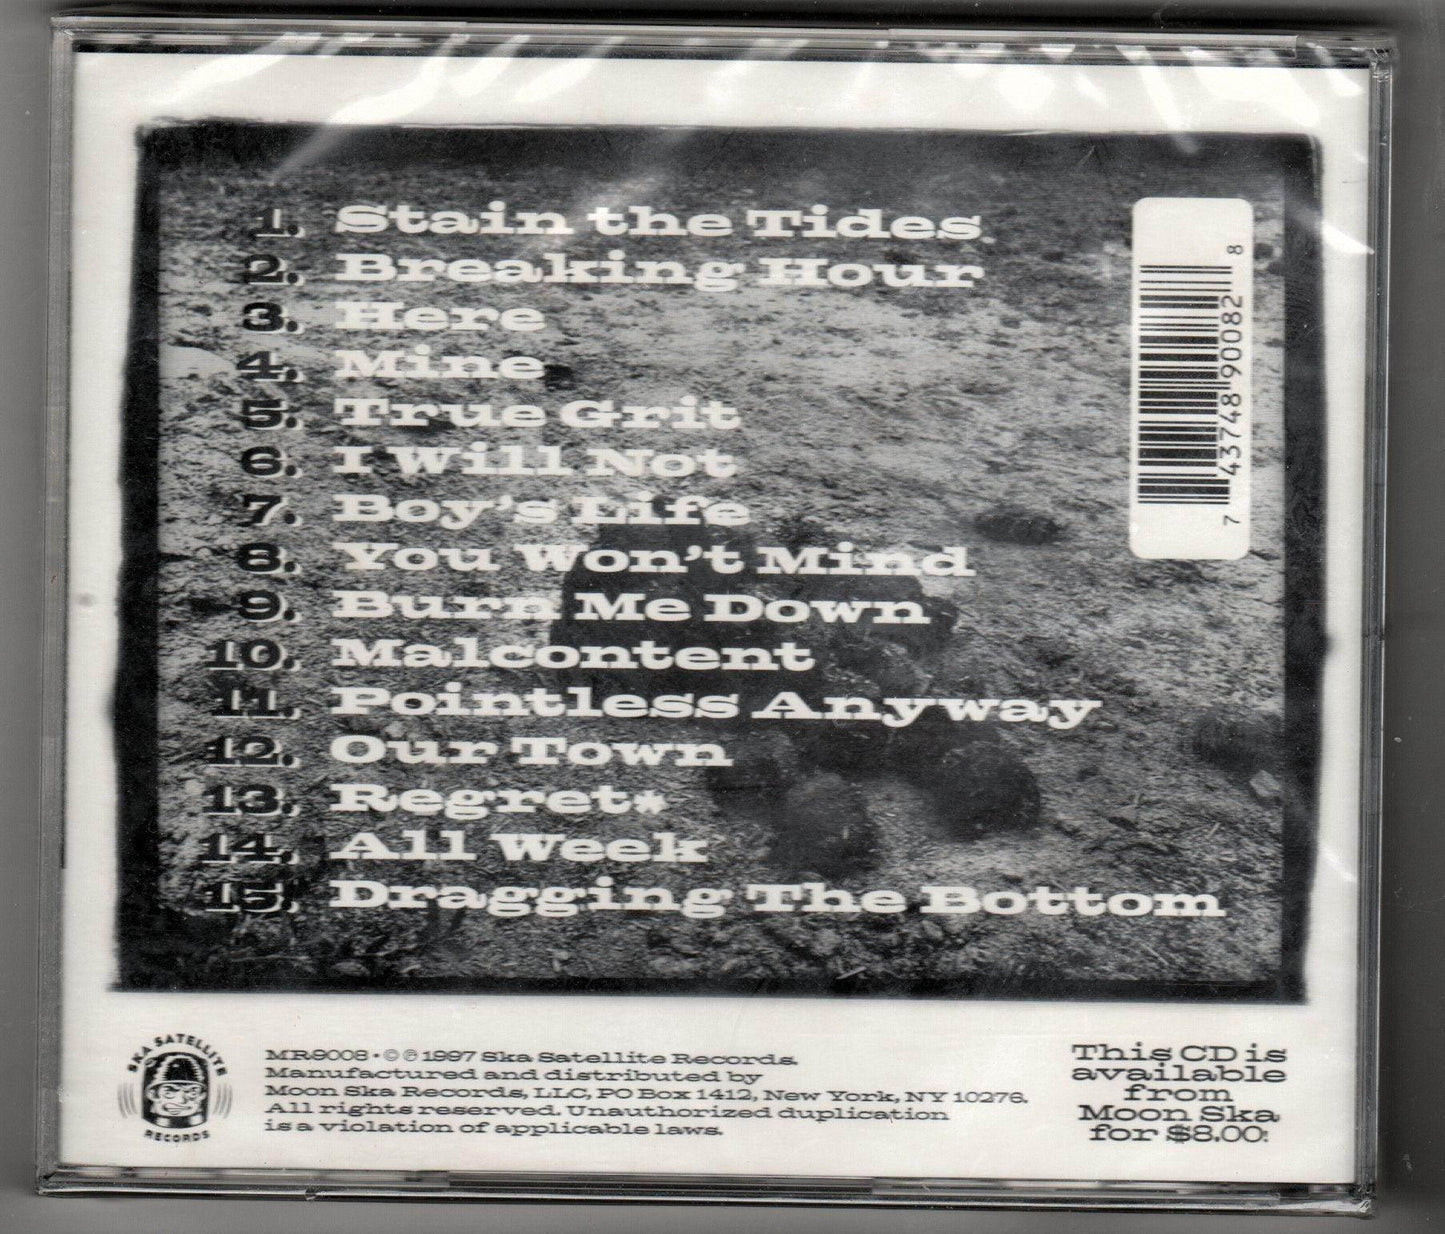 1. Stain the Tides
2. Breaking Hour
3. Here
4. Mine
5. True Grit
6. I Will Not
7. Boy's Life
8. You Won't Mind
9. Burn Me Down
10. Malcontent
11. Pointless Anyway
12. Our Town
13. Regret*
14. All Week
15. Dragging The Bottom
7 43748 90082 8
SKA SATELLITE
RECORDS
MR9008 • © ℗ 1997 Ska Satellite Records.
Manufactured and distributed by
Moon Ska Records, LLC, PO Box 1412, New York, NY 10276.
All rights reserved. Unauthorized duplication
is a violation of applicable laws.
This CD is
available
from
Moon Ska
for $8.00!